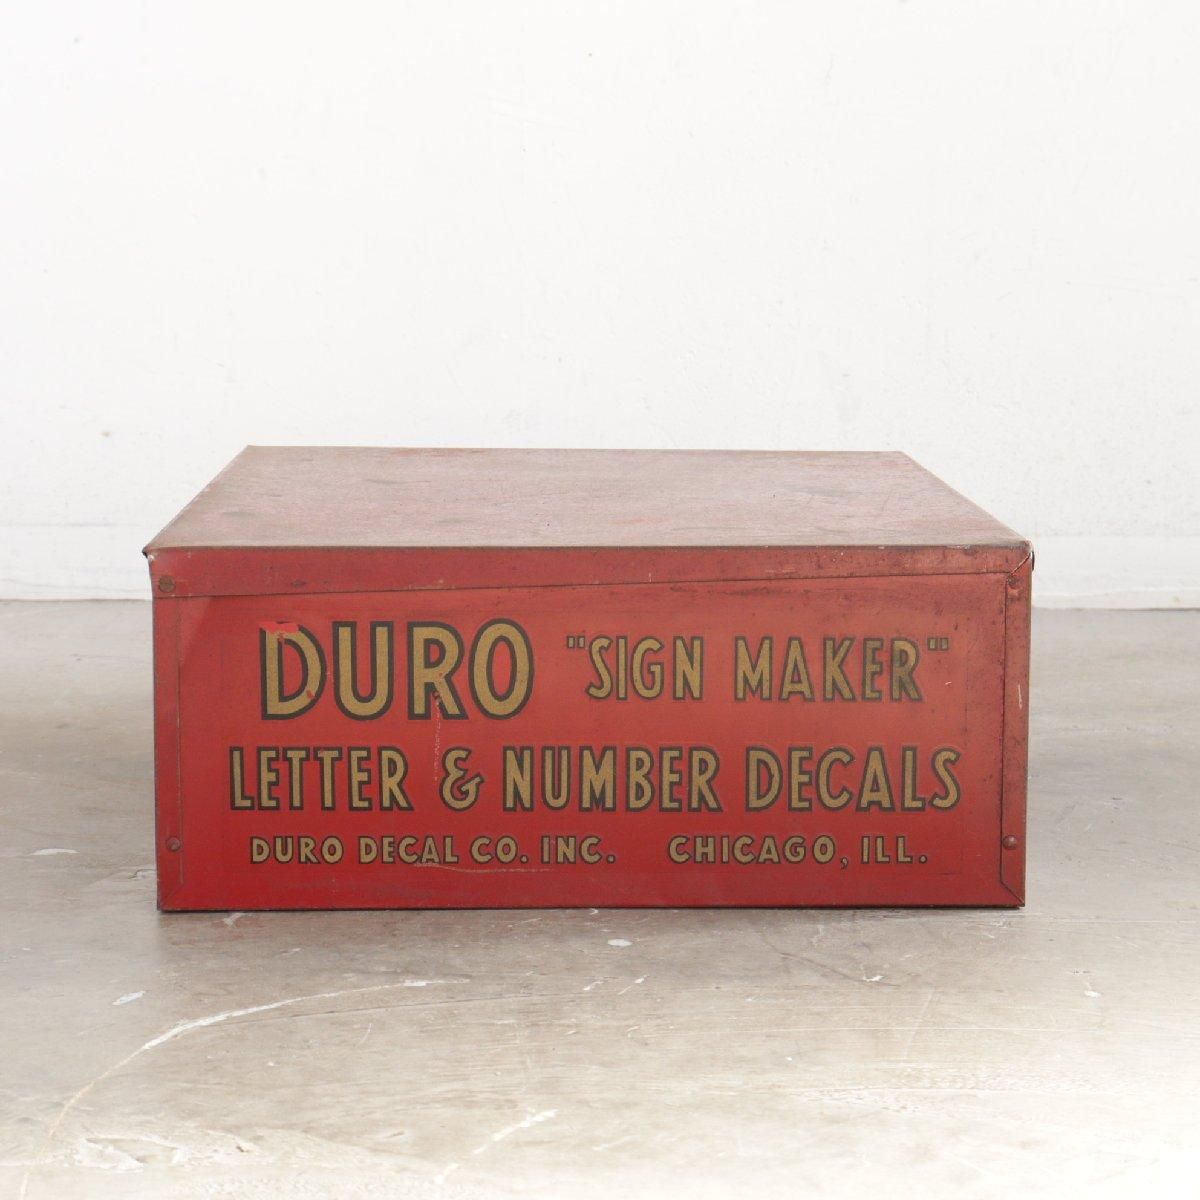 DURO "SIGN MAKER"
LETTER & NUMBER DECALS
DURO DECAL CO. INC. CHICAGO, ILL.